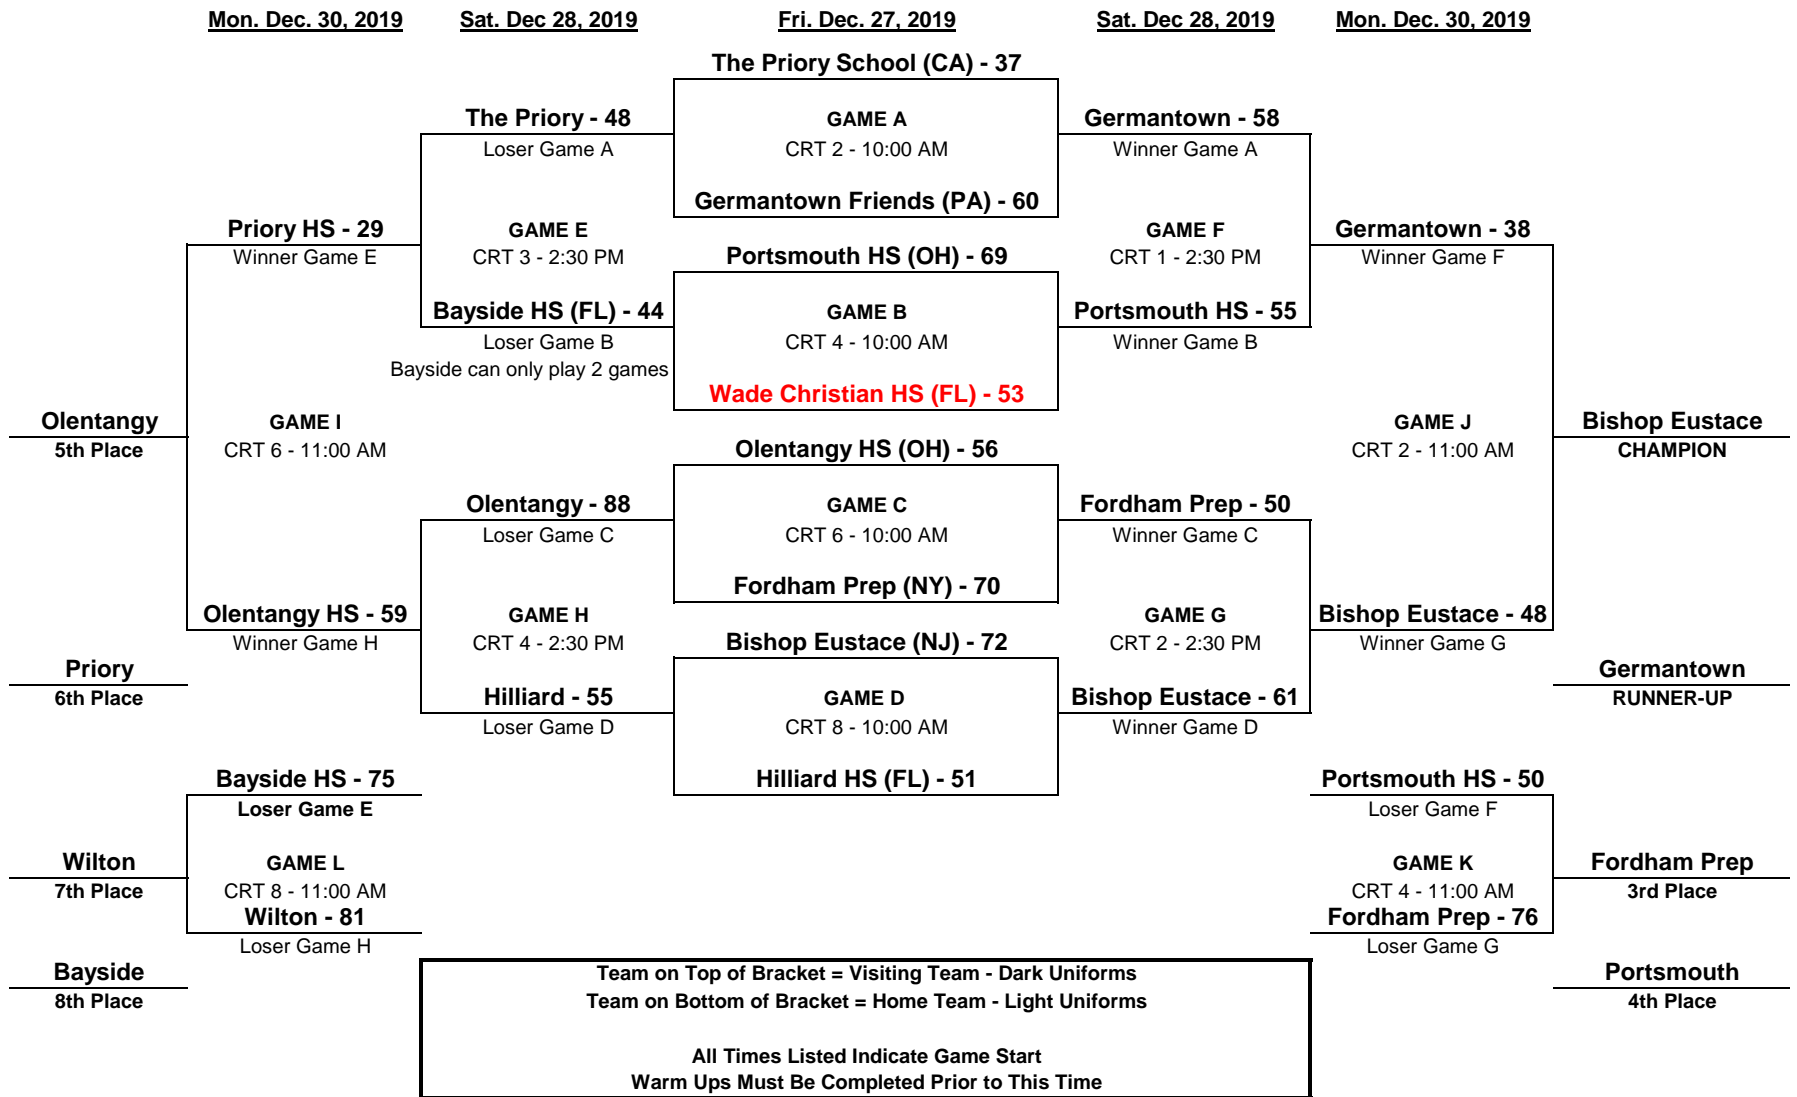 Mon. Dec. 30, 2019
Sat. Dec 28, 2019
Fri. Dec. 27, 2019
Sat. Dec 28, 2019
Mon. Dec. 30, 2019
The Priory School (CA) - 37
The Priory - 48
GAME A
Germantown - 58
Loser Game A
CRT 2 - 10:00 AM
Winner Game A
Germantown Friends (PA) - 60
Priory HS - 29
GAME E
GAME F
Germantown - 38
Winner Game E
CRT 3 - 2:30 PM
Portsmouth HS (OH) - 69
CRT 1 - 2:30 PM
Winner Game F
Bayside HS (FL) - 44
GAME B
Portsmouth HS - 55
Loser Game B
CRT 4 - 10:00 AM
Winner Game B
Bayside can only play 2 games
Wade Christian HS (FL) - 53
Olentangy
GAME I
GAME J
Bishop Eustace
5th Place
CRT 6 - 11:00 AM
Olentangy HS (OH) - 56
CRT 2 - 11:00 AM
CHAMPION
Olentangy - 88
GAME C
Fordham Prep - 50
Loser Game C
CRT 6 - 10:00 AM
Winner Game C
Fordham Prep (NY) - 70
Olentangy HS - 59
GAME H
GAME G
Bishop Eustace - 48
Winner Game H
CRT 4 - 2:30 PM
Bishop Eustace (NJ) - 72
CRT 2 - 2:30 PM
Winner Game G
Priory
Germantown
6th Place
Hilliard - 55
GAME D
Bishop Eustace - 61
RUNNER-UP
Loser Game D
CRT 8 - 10:00 AM
Winner Game D
Bayside HS - 75
Hilliard HS (FL) - 51
Portsmouth HS - 50
Loser Game E
Loser Game F
Wilton
GAME L
GAME K
Fordham Prep
7th Place
CRT 8 - 11:00 AM
CRT 4 - 11:00 AM
3rd Place
Wilton - 81
Fordham Prep - 76
Loser Game H
Loser Game G
Bayside
Team on Top of Bracket = Visiting Team - Dark Uniforms
Portsmouth
8th Place
Team on Bottom of Bracket = Home Team - Light Uniforms
4th Place
All Times Listed Indicate Game Start
Warm Ups Must Be Completed Prior to This Time